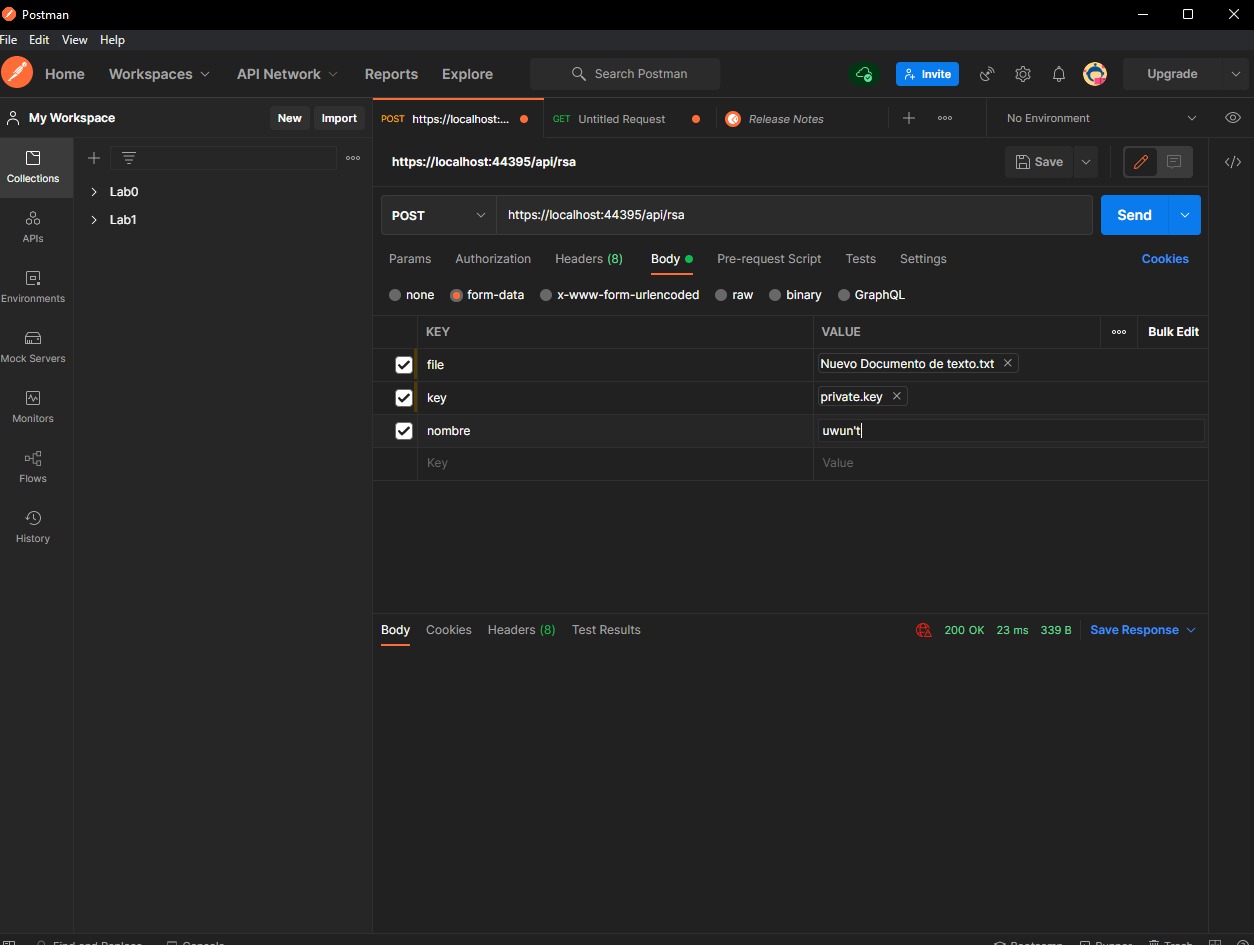 Postman
File Edit View Help
Home Workspaces API Network Reports Explore Search Postman Invite Upgrade
My Workspace New Import POST https://localhost:... GET Untitled Request Release Notes No Environment
Collections
https://localhost:44395/api/rsa Save
Lab0
Lab1
POST https://localhost:44395/api/rsa Send
APIs
Params Authorization Headers (8) Body Pre-request Script Tests Settings Cookies
Environments
none form-data x-www-form-urlencoded raw binary GraphQL
KEY VALUE Bulk Edit
Mock Servers
file Nuevo Documento de texto.txt
key private.key
Monitors
nombre uwun't
Key Value
Flows
History
Body Cookies Headers (8) Test Results 200 OK 23 ms 339 B Save Response
Find and Replace Console Bootcamp Runner Trash